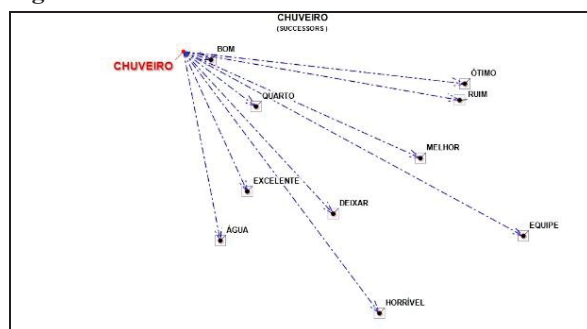 CHUVEIRO
(SUCCESSORS)
BOM
CHUVEIRO
ÓTIMO
RUIM
QUARTO
MELHOR
EXCELENTE
DEIXAR
ÁGUA
EQUIPE
HORRÍVEL